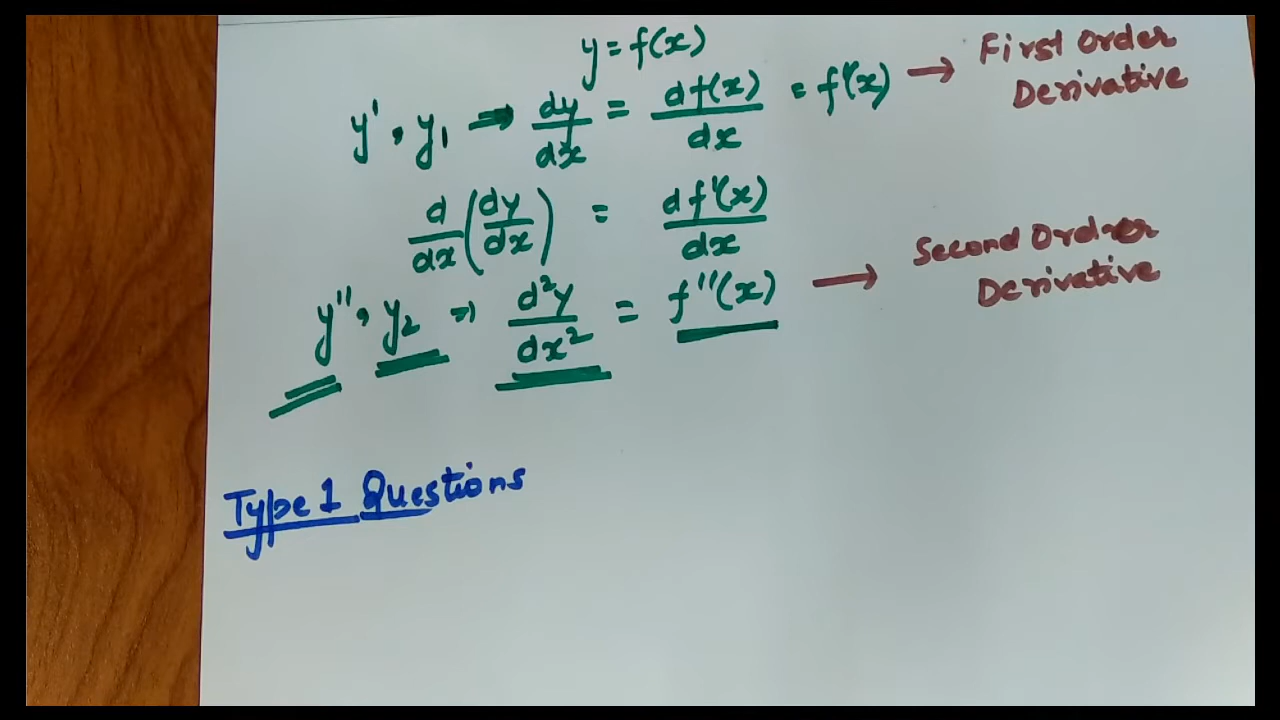 y = f(x)
y', y₁ ⇒ dy/dx = df(x)/dx = f'(x) → First Order Derivative
d/dx (dy/dx) = df'(x)/dx
y'', y₂ ⇒ d²y/dx² = f''(x) → Second Order Derivative
Type 1 Questions